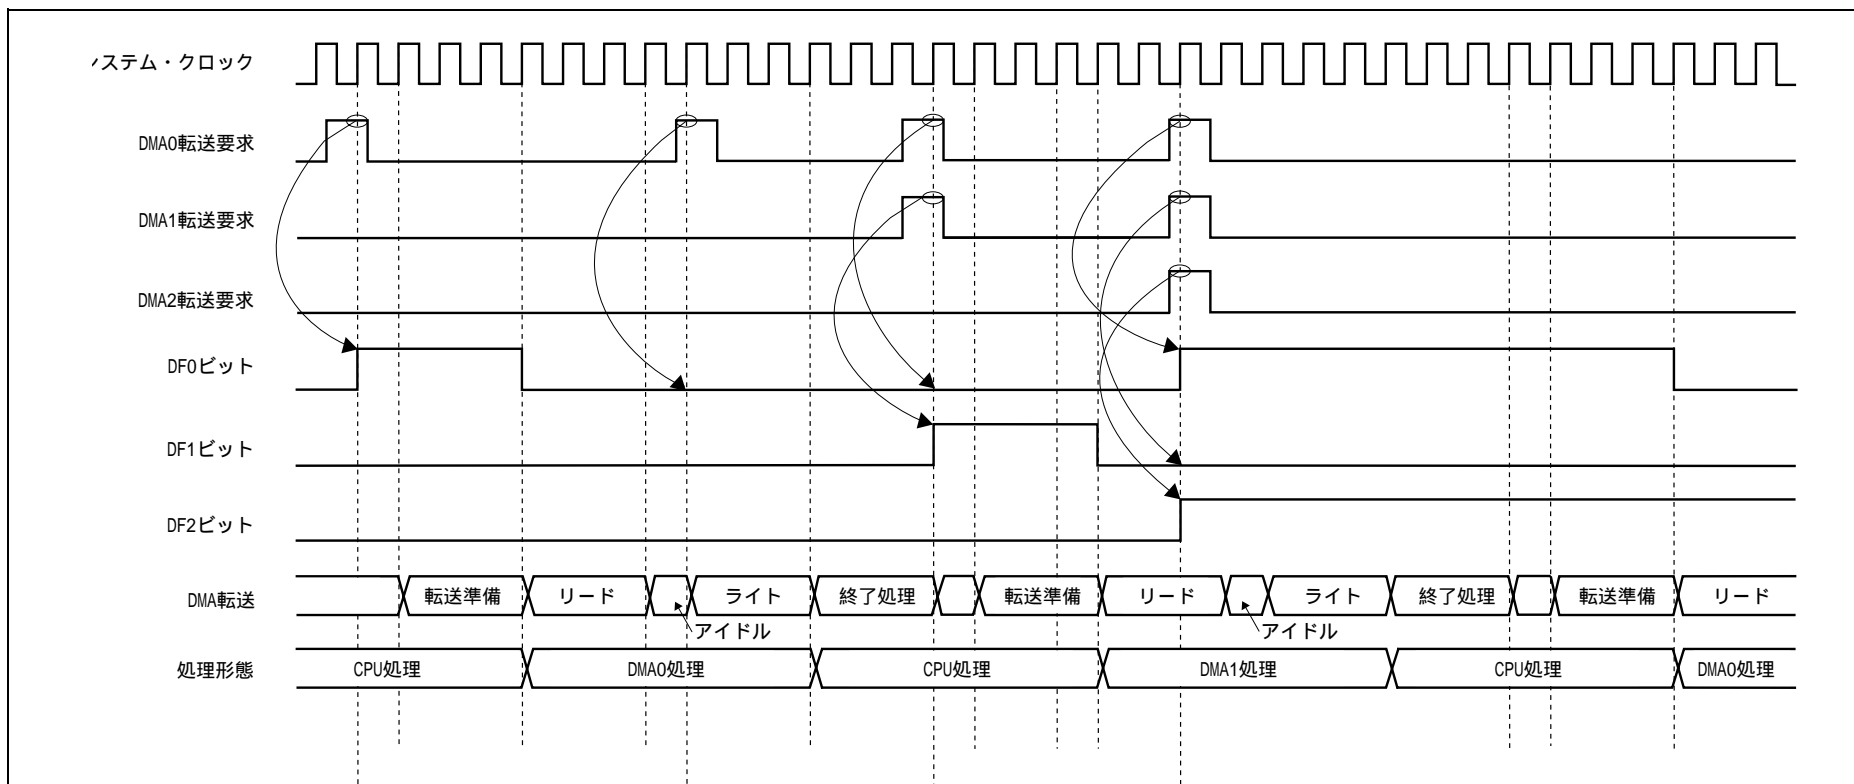 ステム・クロック
DMA0転送要求
DMA1転送要求
DMA2転送要求
DF0ビット
DF1ビット
DF2ビット
DMA転送 転送準備 リード ライト 終了処理 転送準備 リード ライト 終了処理 転送準備 リード
アイドル アイドル
処理形態 CPU処理 DMA0処理 CPU処理 DMA1処理 CPU処理 DMA0処理